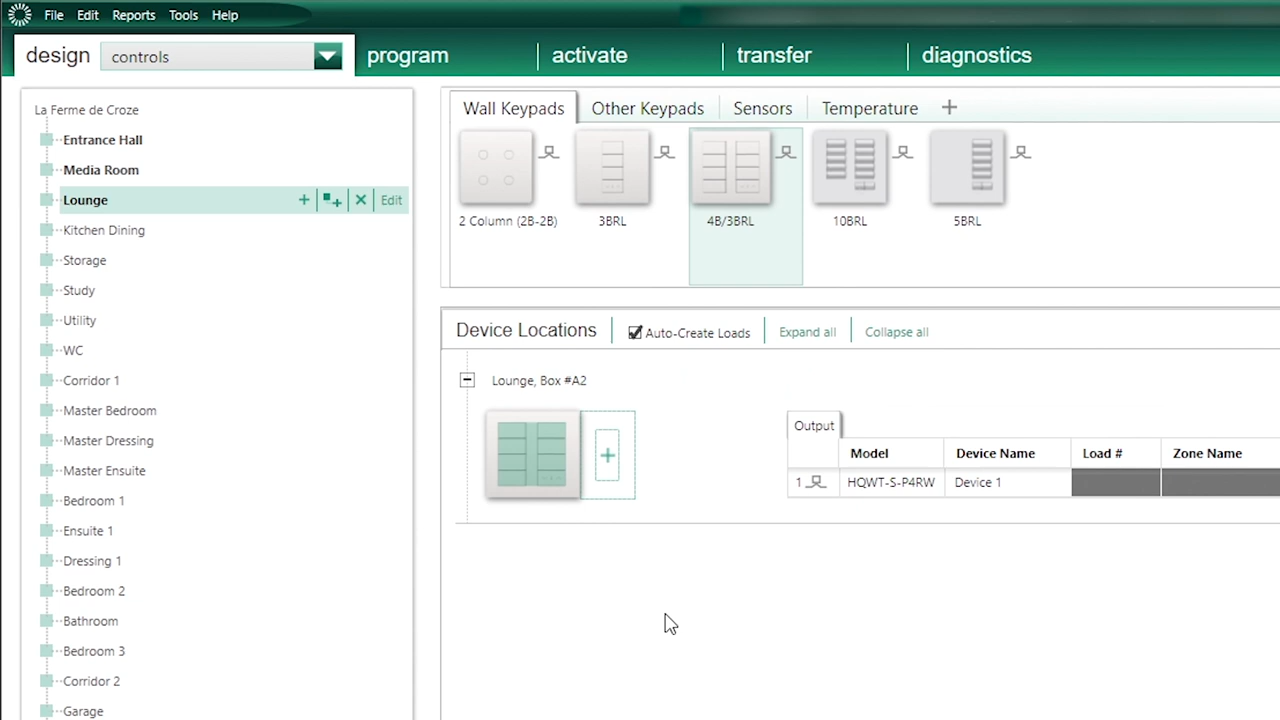 File Edit Reports Tools Help
design controls program activate transfer diagnostics
La Ferme de Croze
Entrance Hall
Media Room
Lounge + × Edit
Kitchen Dining
Storage
Study
Utility
WC
Corridor 1
Master Bedroom
Master Dressing
Master Ensuite
Bedroom 1
Ensuite 1
Dressing 1
Bedroom 2
Bathroom
Bedroom 3
Corridor 2
Garage
Wall Keypads Other Keypads Sensors Temperature +
2 Column (2B-2B) 3BRL 4B/3BRL 10BRL 5BRL
Device Locations Auto-Create Loads Expand all Collapse all
Lounge, Box #A2
Output
Model Device Name Load # Zone Name
1 HQWT-S-P4RW Device 1